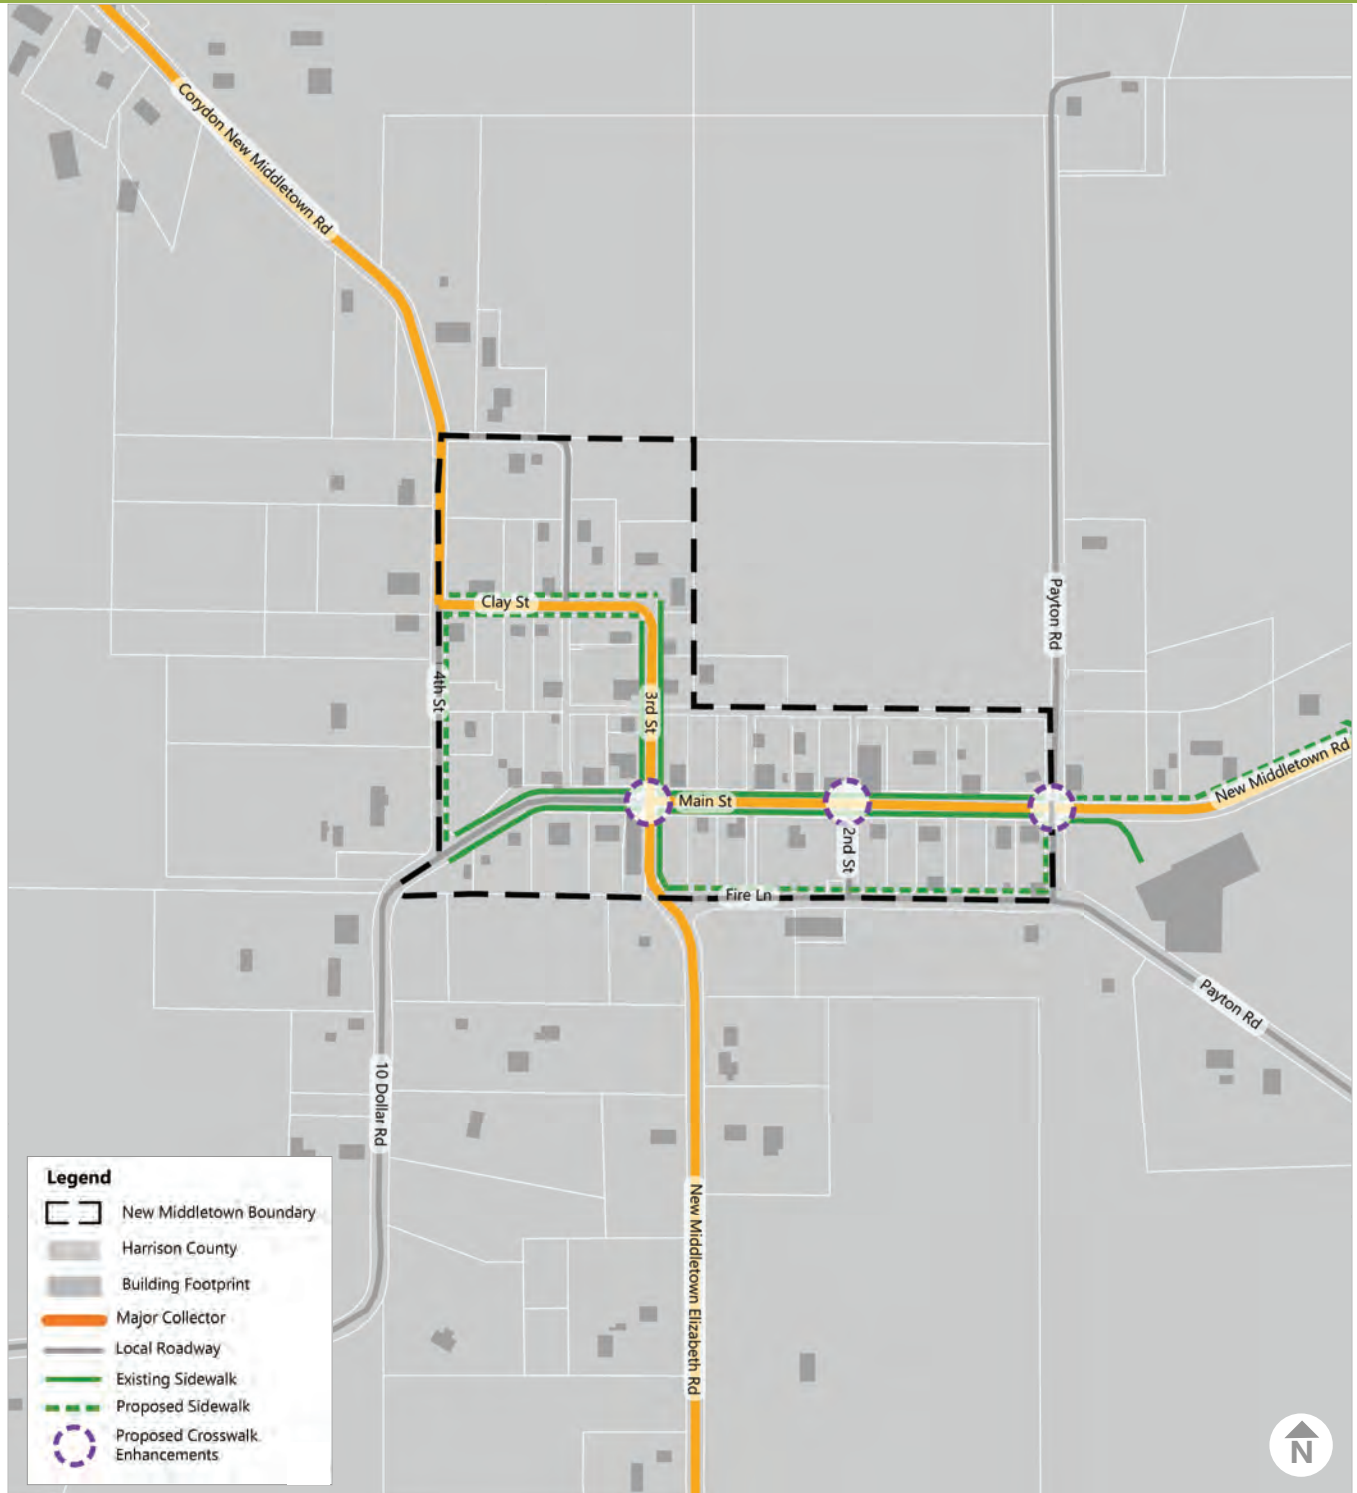 Corydon New Middletown Rd
Payton Rd
Clay St
4th St
3rd St
Main St
2nd St
New Middletown Rd
Fire Ln
Payton Rd
10 Dollar Rd
New Middletown Elizabeth Rd
Legend
New Middletown Boundary
Harrison County
Building Footprint
Major Collector
Local Roadway
Existing Sidewalk
Proposed Sidewalk
Proposed Crosswalk
Enhancements
N